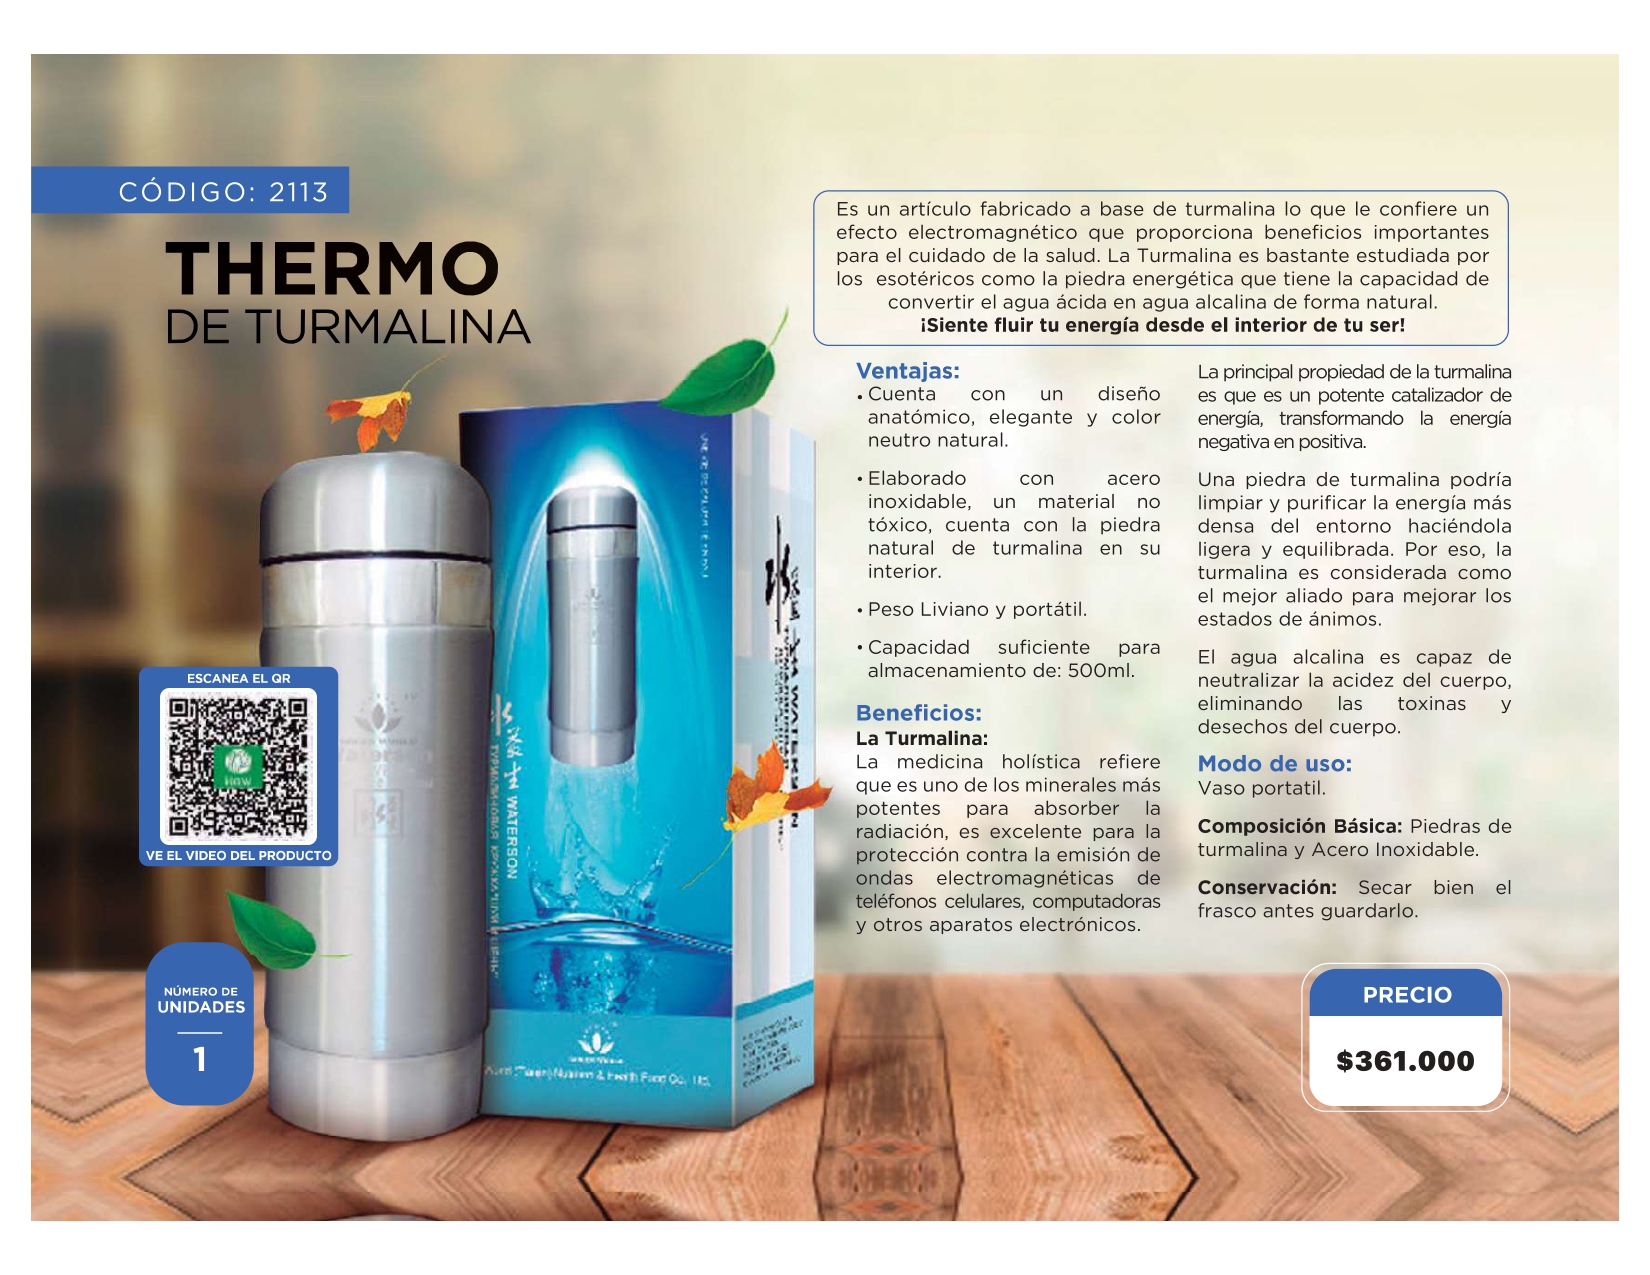 CÓDIGO: 2113
THERMO
DE TURMALINA
Es un artículo fabricado a base de turmalina lo que le confiere un
efecto electromagnético que proporciona beneficios importantes
para el cuidado de la salud. La Turmalina es bastante estudiada por
los esotéricos como la piedra energética que tiene la capacidad de
convertir el agua ácida en agua alcalina de forma natural.
¡Siente fluir tu energía desde el interior de tu ser!
Ventajas:
• Cuenta con un diseño
anatómico, elegante y color
neutro natural.
• Elaborado con acero
inoxidable, un material no
tóxico, cuenta con la piedra
natural de turmalina en su
interior.
• Peso Liviano y portátil.
• Capacidad suficiente para
almacenamiento de: 500ml.
Beneficios:
La Turmalina:
La medicina holística refiere
que es uno de los minerales más
potentes para absorber la
radiación, es excelente para la
protección contra la emisión de
ondas electromagnéticas de
teléfonos celulares, computadoras
y otros aparatos electrónicos.
La principal propiedad de la turmalina
es que es un potente catalizador de
energía, transformando la energía
negativa en positiva.
Una piedra de turmalina podría
limpiar y purificar la energía más
densa del entorno haciéndola
ligera y equilibrada. Por eso, la
turmalina es considerada como
el mejor aliado para mejorar los
estados de ánimos.
El agua alcalina es capaz de
neutralizar la acidez del cuerpo,
eliminando las toxinas y
desechos del cuerpo.
Modo de uso:
Vaso portatil.
Composición Básica: Piedras de
turmalina y Acero Inoxidable.
Conservación: Secar bien el
frasco antes guardarlo.
ESCANEA EL QR
VE EL VIDEO DEL PRODUCTO
WATERSON
NÚMERO DE
UNIDADES
1
PRECIO
$361.000